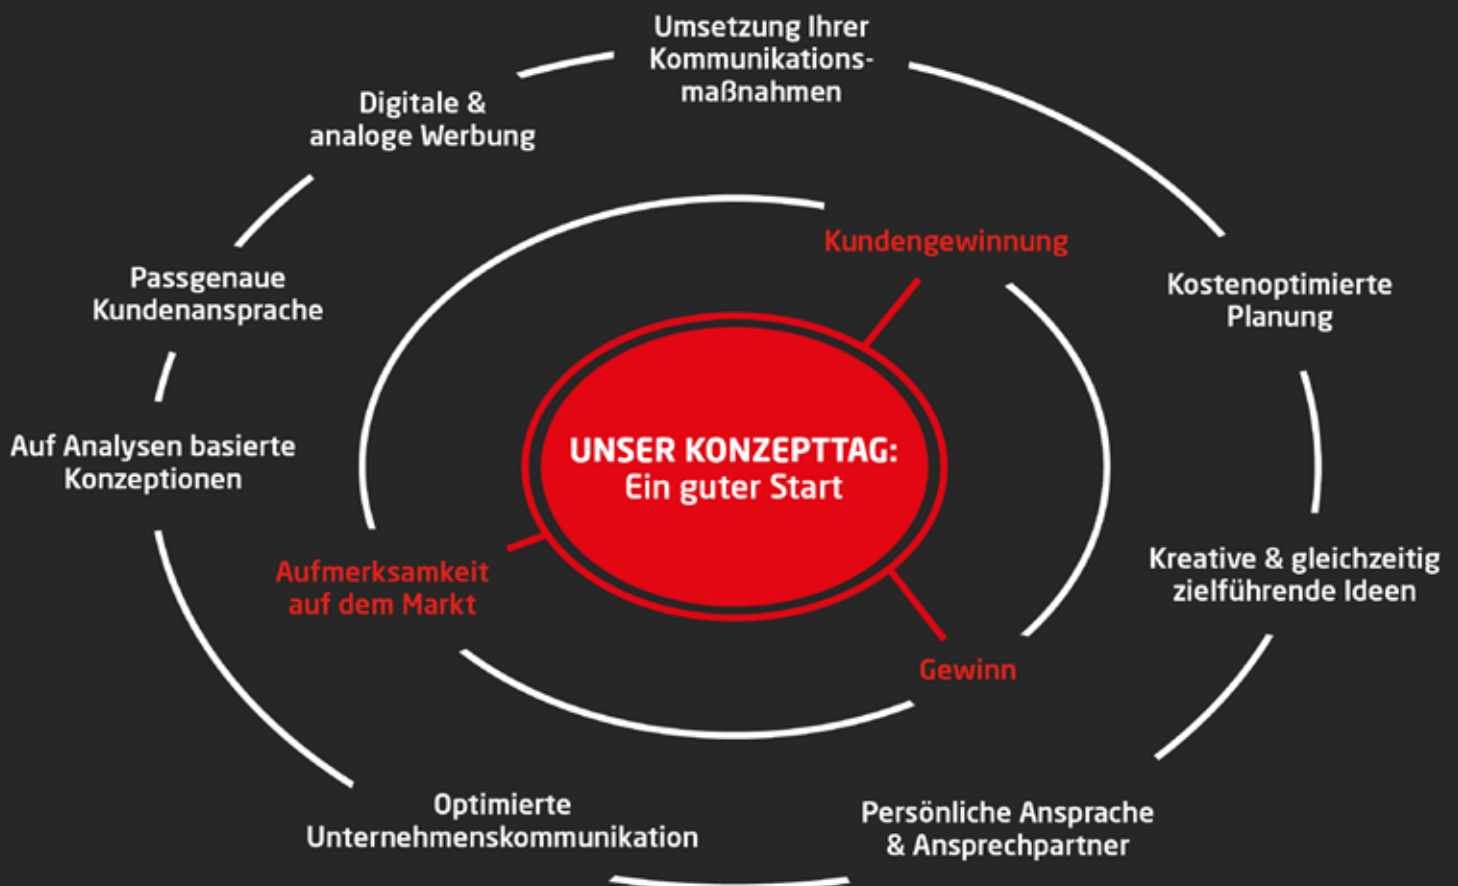 Umsetzung Ihrer
Kommunikations-
maßnahmen
Digitale &
analoge Werbung
Kundengewinnung
Passgenaue
Kundenansprache
Kostenoptimierte
Planung
Auf Analysen basierte
Konzeptionen
UNSER KONZEPTTAG:
Ein guter Start
Aufmerksamkeit
auf dem Markt
Kreative & gleichzeitig
zielführende Ideen
Gewinn
Optimierte
Unternehmenskommunikation
Persönliche Ansprache
& Ansprechpartner